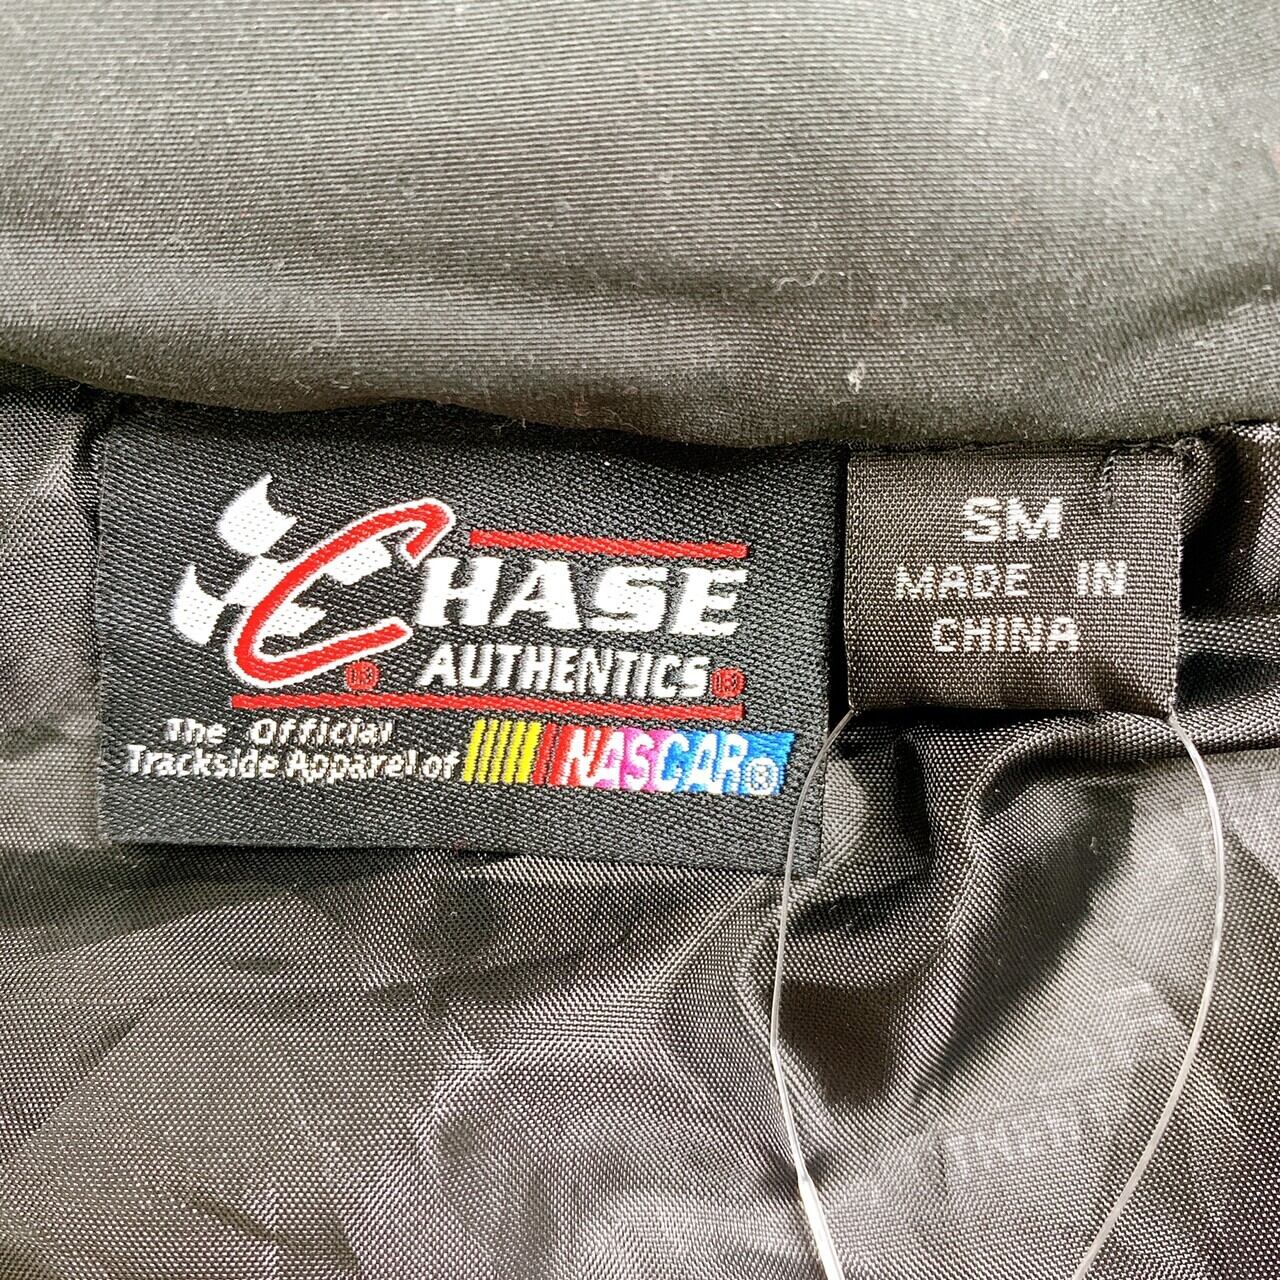 CHASE
AUTHENTICS®
The Official
Trackside Apparel of NASCAR®
SM
MADE IN
CHINA